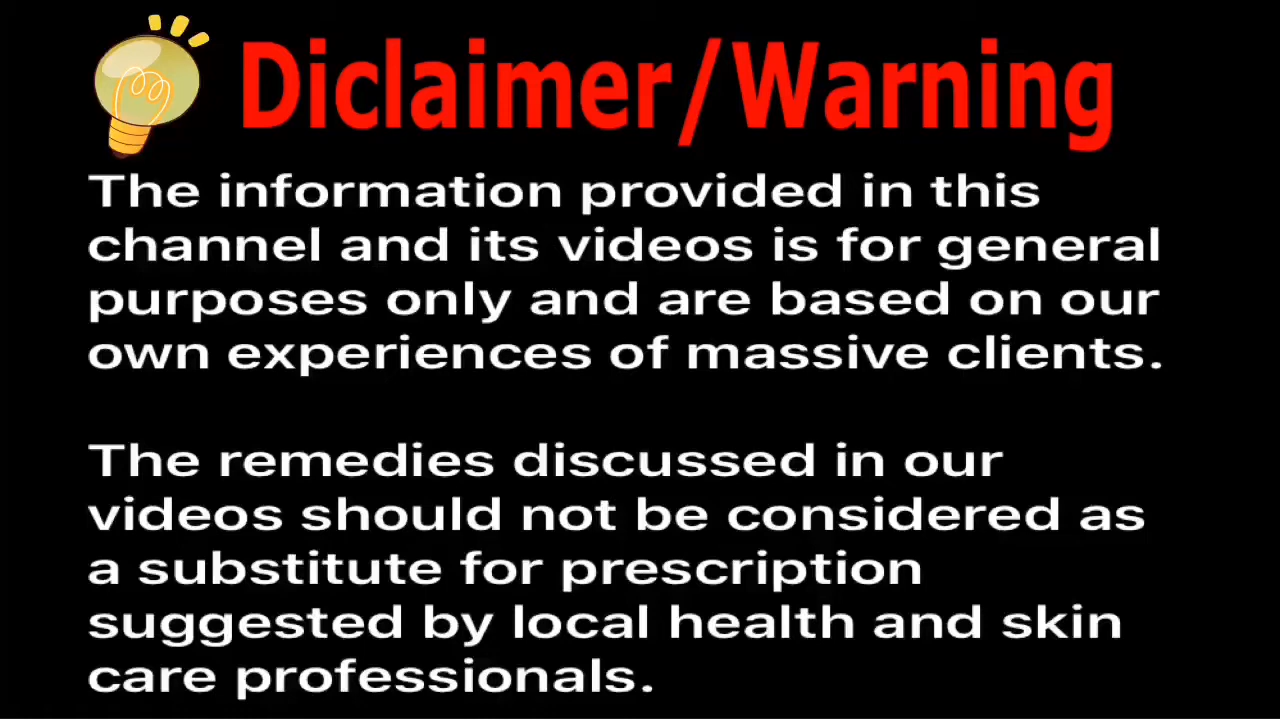 Diclaimer/Warning
The information provided in this
channel and its videos is for general
purposes only and are based on our
own experiences of massive clients.
The remedies discussed in our
videos should not be considered as
a substitute for prescription
suggested by local health and skin
care professionals.